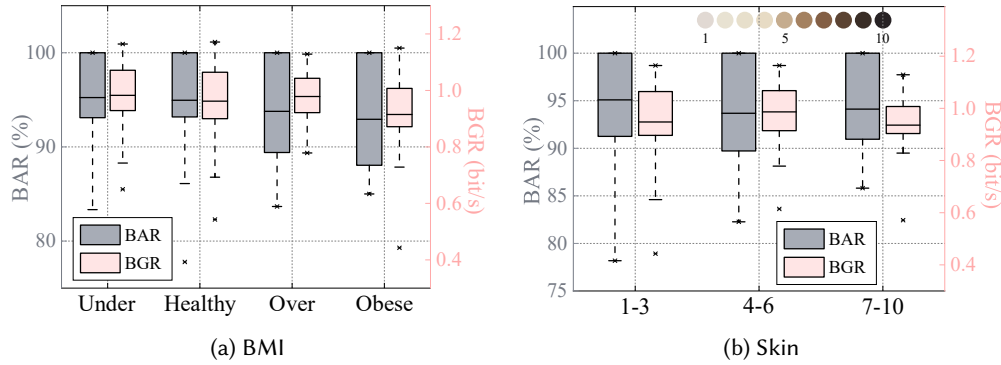 BAR (%)
100
90
80
BGR (bit/s)
1.2
1.0
0.8
0.6
0.4
BAR
BGR
Under Healthy Over Obese
(a) BMI
BAR (%)
100
95
90
85
80
75
1 5 10
BGR (bit/s)
1.2
1.0
0.8
0.6
0.4
BAR
BGR
1-3 4-6 7-10
(b) Skin